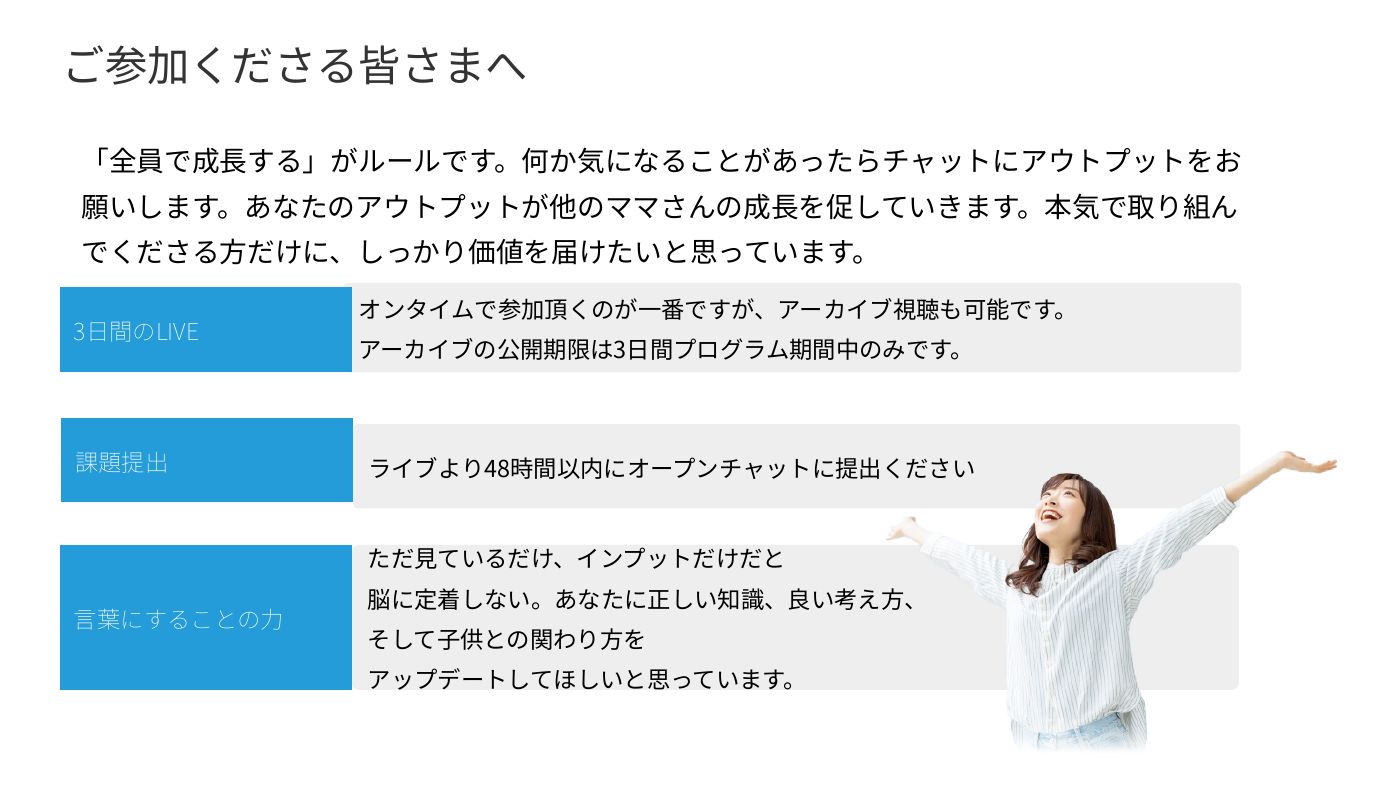 ご参加くださる皆さまへ
「全員で成長する」がルールです。何か気になることがあったらチャットにアウトプットをお
願いします。あなたのアウトプットが他のママさんの成長を促していきます。本気で取り組ん
でくださる方だけに、しっかり価値を届けたいと思っています。
3日間のLIVE
オンタイムで参加頂くのが一番ですが、アーカイブ視聴も可能です。
アーカイブの公開期限は3日間プログラム期間中のみです。
課題提出
ライブより48時間以内にオープンチャットに提出ください
言葉にすることの力
ただ見ているだけ、インプットだけだと
脳に定着しない。あなたに正しい知識、良い考え方、
そして子供との関わり方を
アップデートしてほしいと思っています。